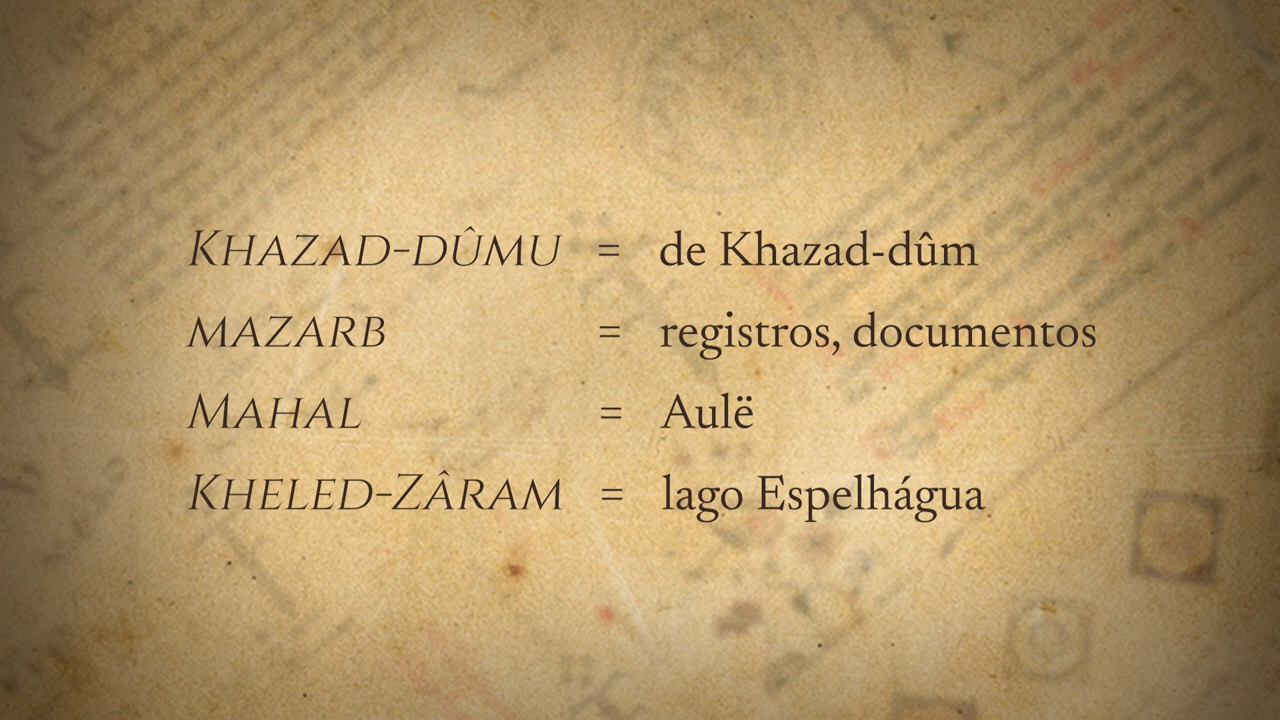 Khazad-dûmu = de Khazad-dûm
mazarb = registros, documentos
Mahal = Aulë
Kheled-Zâram = lago Espelhágua